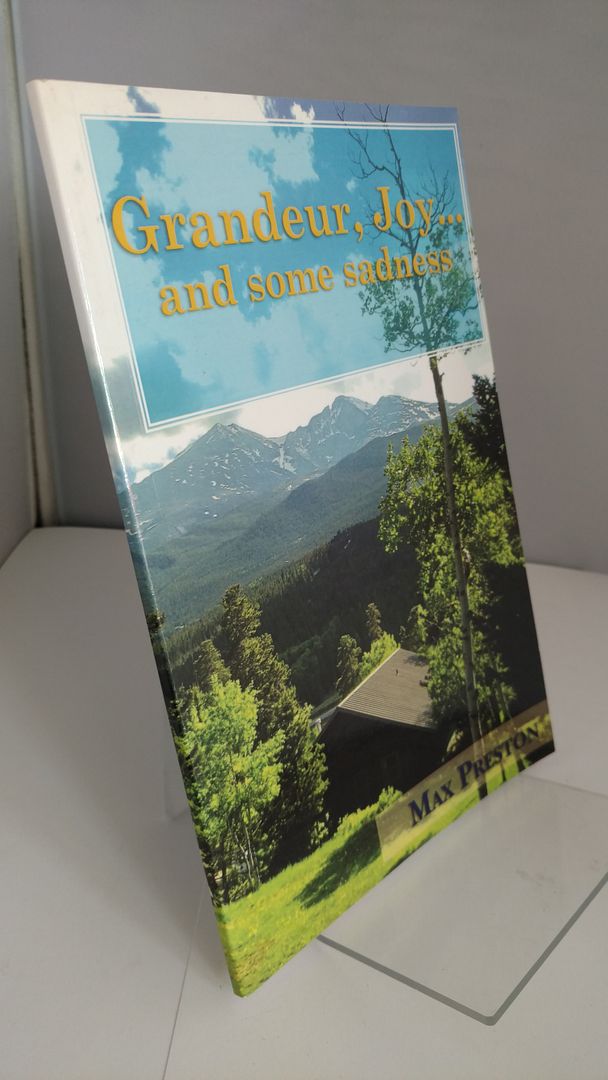 Grandeur, Joy...
and some sadness
MAX PRESTON